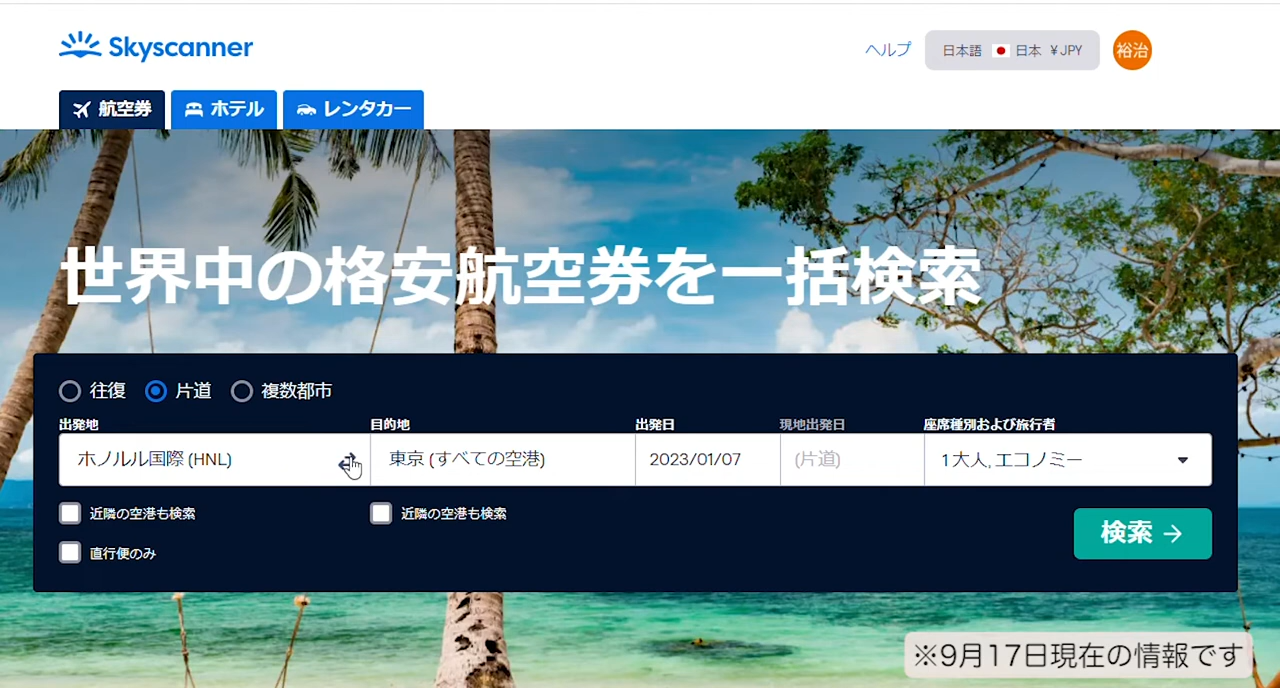 Skyscanner
ヘルプ
日本語 日本 ¥ JPY
裕治
航空券
ホテル
レンタカー
世界中の格安航空券を一括検索
往復 片道 複数都市
出発地 目的地 出発日 現地出発日 座席種別および旅行者
ホノルル国際 (HNL) 東京 (すべての空港) 2023/01/07 (片道) 1大人, エコノミー
近隣の空港も検索 近隣の空港も検索
直行便のみ
検索 →
※9月17日現在の情報です